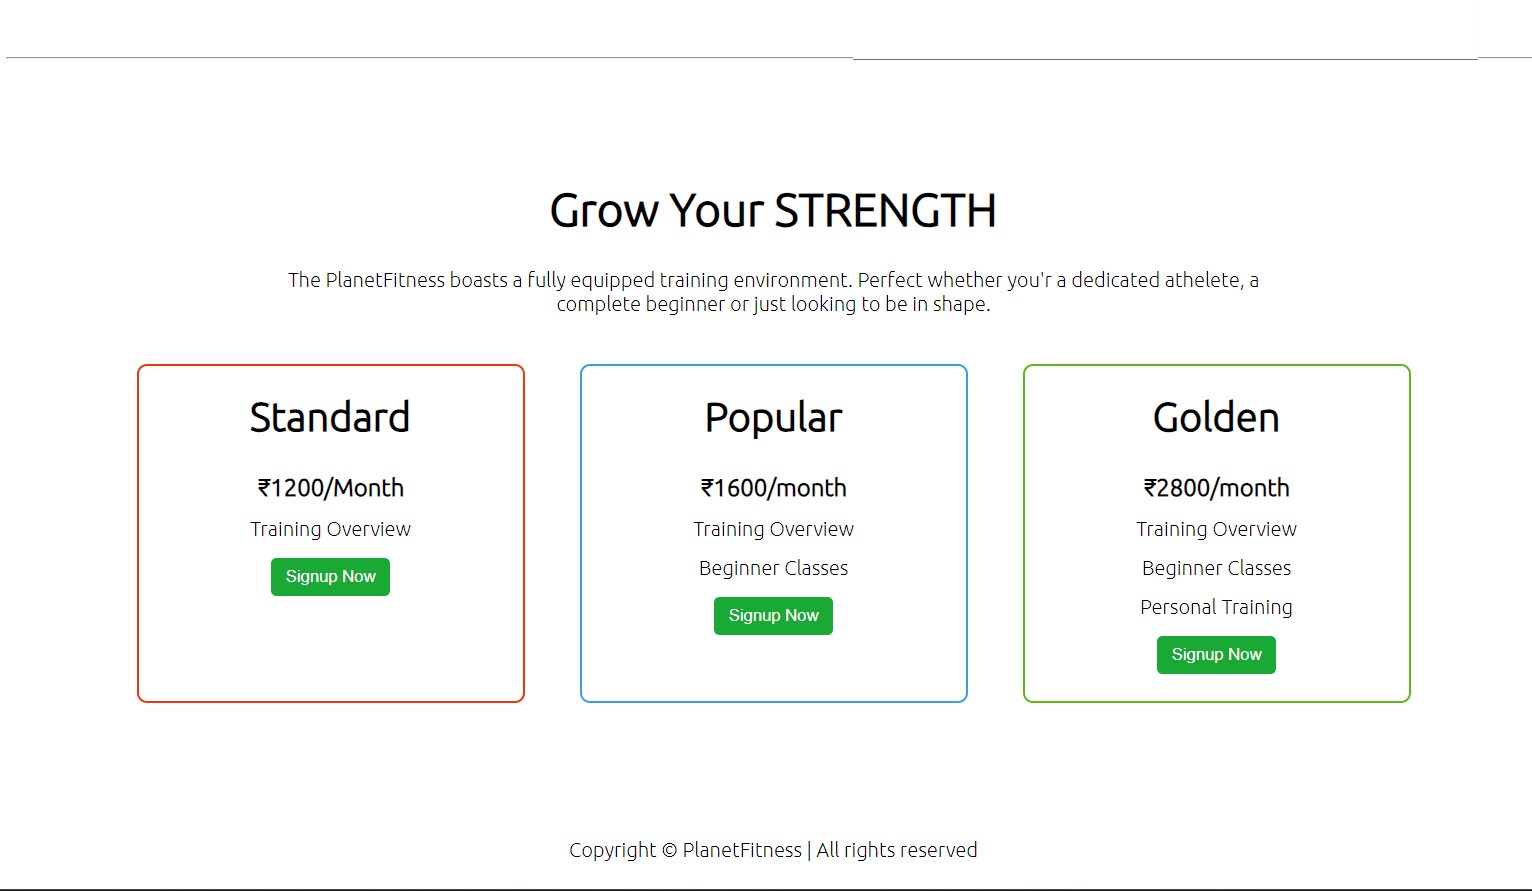 Grow Your STRENGTH
The PlanetFitness boasts a fully equipped training environment. Perfect whether you'r a dedicated athelete, a
complete beginner or just looking to be in shape.
Standard
₹1200/Month
Training Overview
Signup Now
Popular
₹1600/month
Training Overview
Beginner Classes
Signup Now
Golden
₹2800/month
Training Overview
Beginner Classes
Personal Training
Signup Now
Copyright © PlanetFitness | All rights reserved